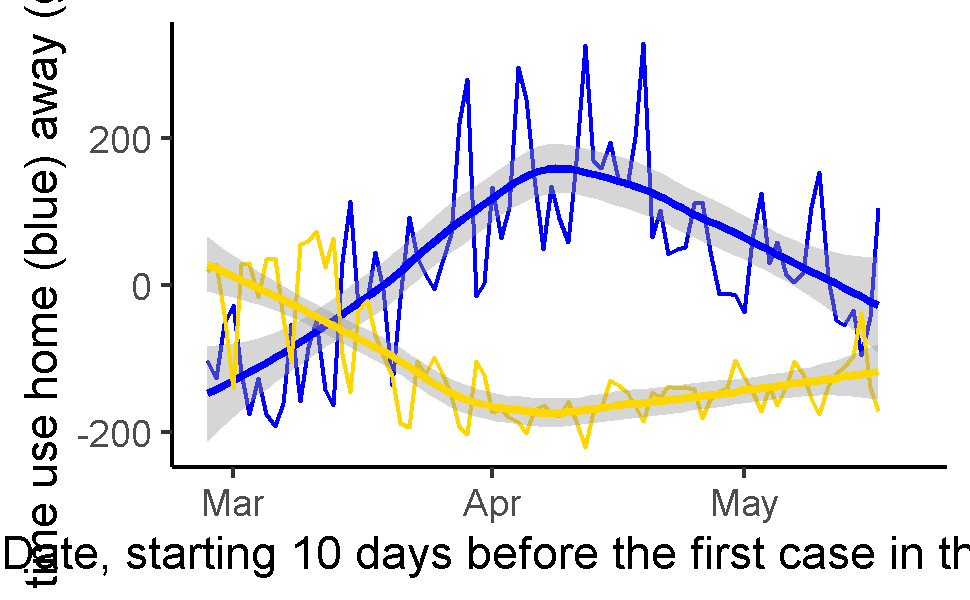 time use home (blue) away (
200
0
-200
Mar Apr May
Date, starting 10 days before the first case in th